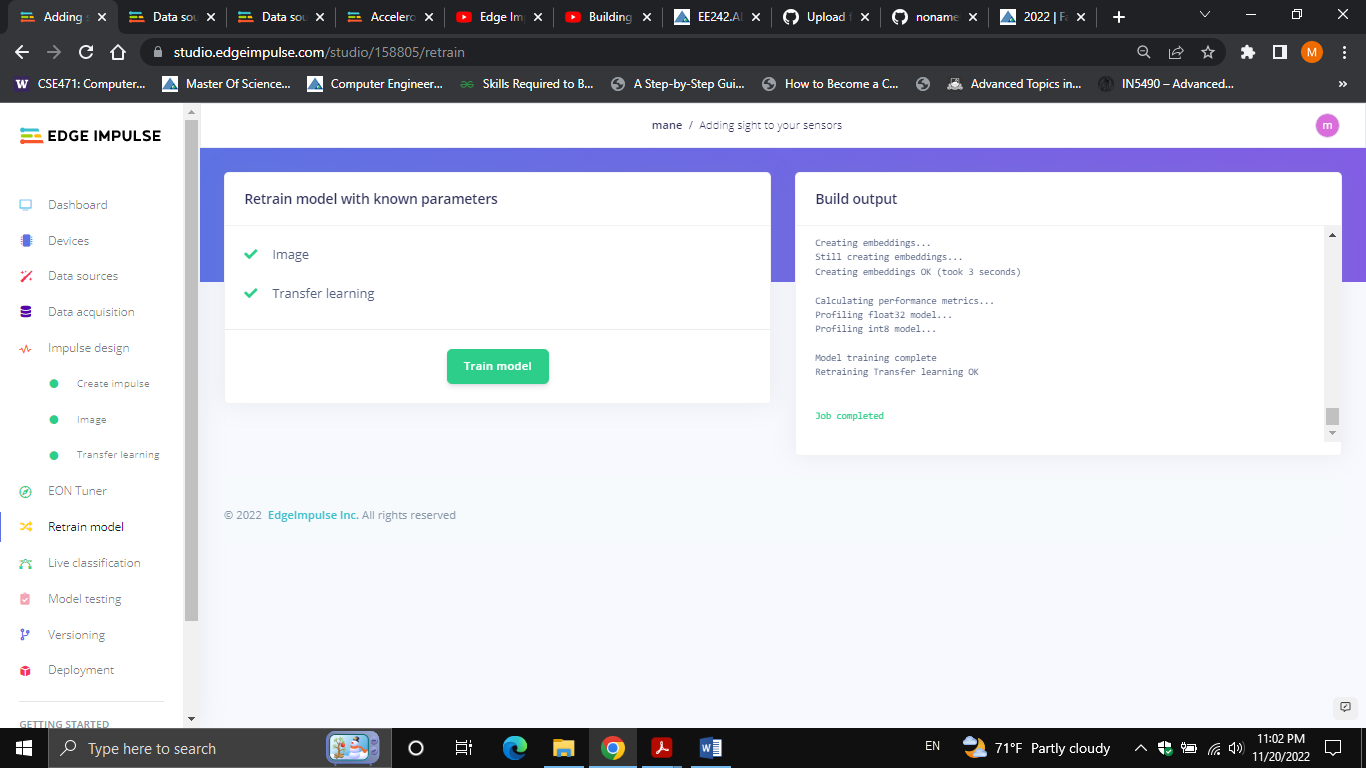 Adding s
Data sou
Data sou
Accelero
Edge Im
Building
EE242.Al
Upload f
noname
2022 | Fa
studio.edgeimpulse.com/studio/158805/retrain
M
W CSE471: Computer...
Master Of Science...
Computer Engineer...
Skills Required to B...
A Step-by-Step Gui...
How to Become a C...
Advanced Topics in...
IN5490 – Advanced...
»
EDGE IMPULSE
mane / Adding sight to your sensors
m
Dashboard
Devices
Data sources
Data acquisition
Impulse design
Create impulse
Image
Transfer learning
EON Tuner
Retrain model
Live classification
Model testing
Versioning
Deployment
GETTING STARTED
Retrain model with known parameters
Image
Transfer learning
Train model
Build output
Creating embeddings...
Still creating embeddings...
Creating embeddings OK (took 3 seconds)
Calculating performance metrics...
Profiling float32 model...
Profiling int8 model...
Model training complete
Retraining Transfer learning OK
Job completed
© 2022 EdgeImpulse Inc. All rights reserved
Type here to search
EN
71°F Partly cloudy
11:02 PM
11/20/2022